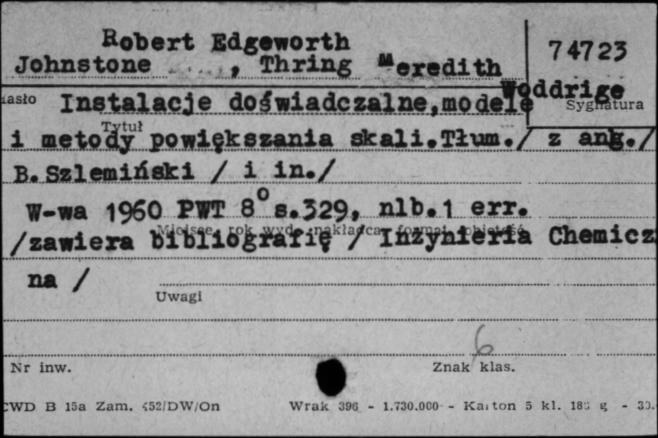 Robert Edgeworth
Johnstone , Thring Meredith
74723
Woddrige
Instalacje doświadczalne,modele
Sygnatura
Tytuł
i metody powiększania skali.Tłum./ z ang./
B.Szlemiński / i in./
W-wa 1960 PWT 8° s.329, nlb.1 err.
Miejsce, rok wyd., nakładca, format, objętość
/zawiera bibliografię / Inżynieria Chemicz
na /
Uwagi
6
Nr inw.
Znak klas.
CWD B 15a Zam. 452/DW/On Wrak 396 - 1.730.000 - Karton 5 kl. g - 30.